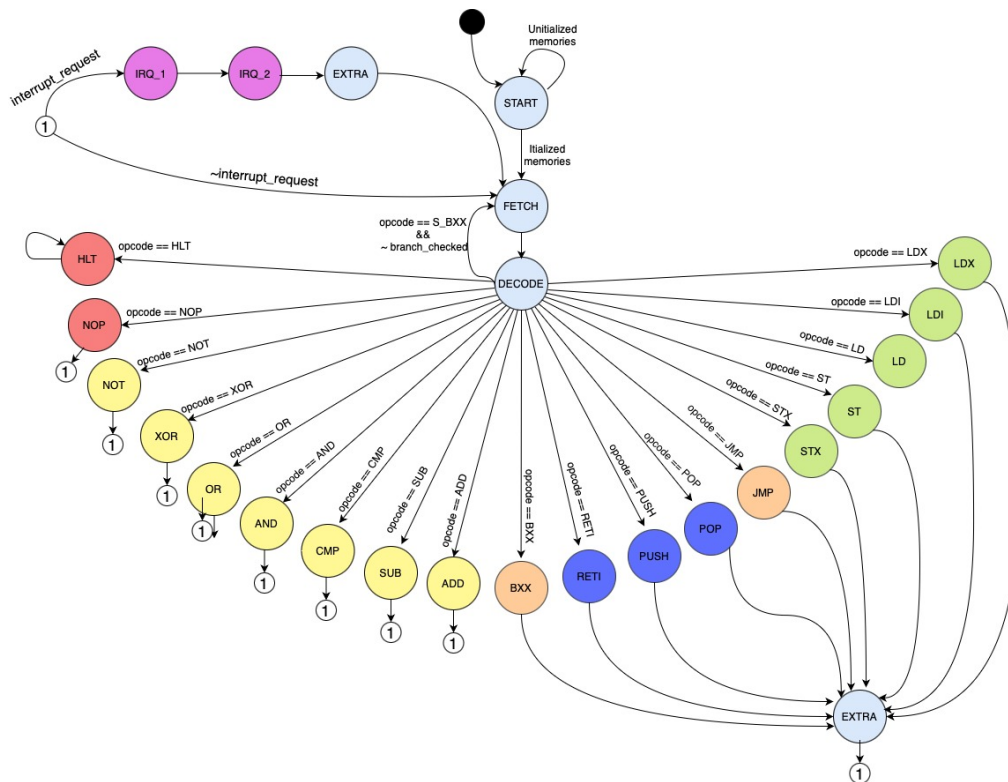 Unitialized
memories
interrupt_request
IRQ_1
IRQ_2
EXTRA
START
1
Itialized
memories
~interrupt_request
FETCH
opcode == S_BXX
&&
~ branch_checked
opcode == HLT
HLT
DECODE
opcode == LDX
LDX
opcode == NOP
NOP
opcode == LDI
LDI
opcode == NOT
NOT
1
opcode == LD
LD
opcode == XOR
XOR
1
opcode == ST
ST
opcode == OR
OR
1
opcode == STX
STX
opcode == AND
AND
1
opcode == JMP
JMP
opcode == CMP
CMP
1
opcode == POP
POP
opcode == SUB
SUB
1
opcode == PUSH
PUSH
opcode == ADD
ADD
1
opcode == RETI
RETI
opcode == BXX
BXX
1
1
EXTRA
1